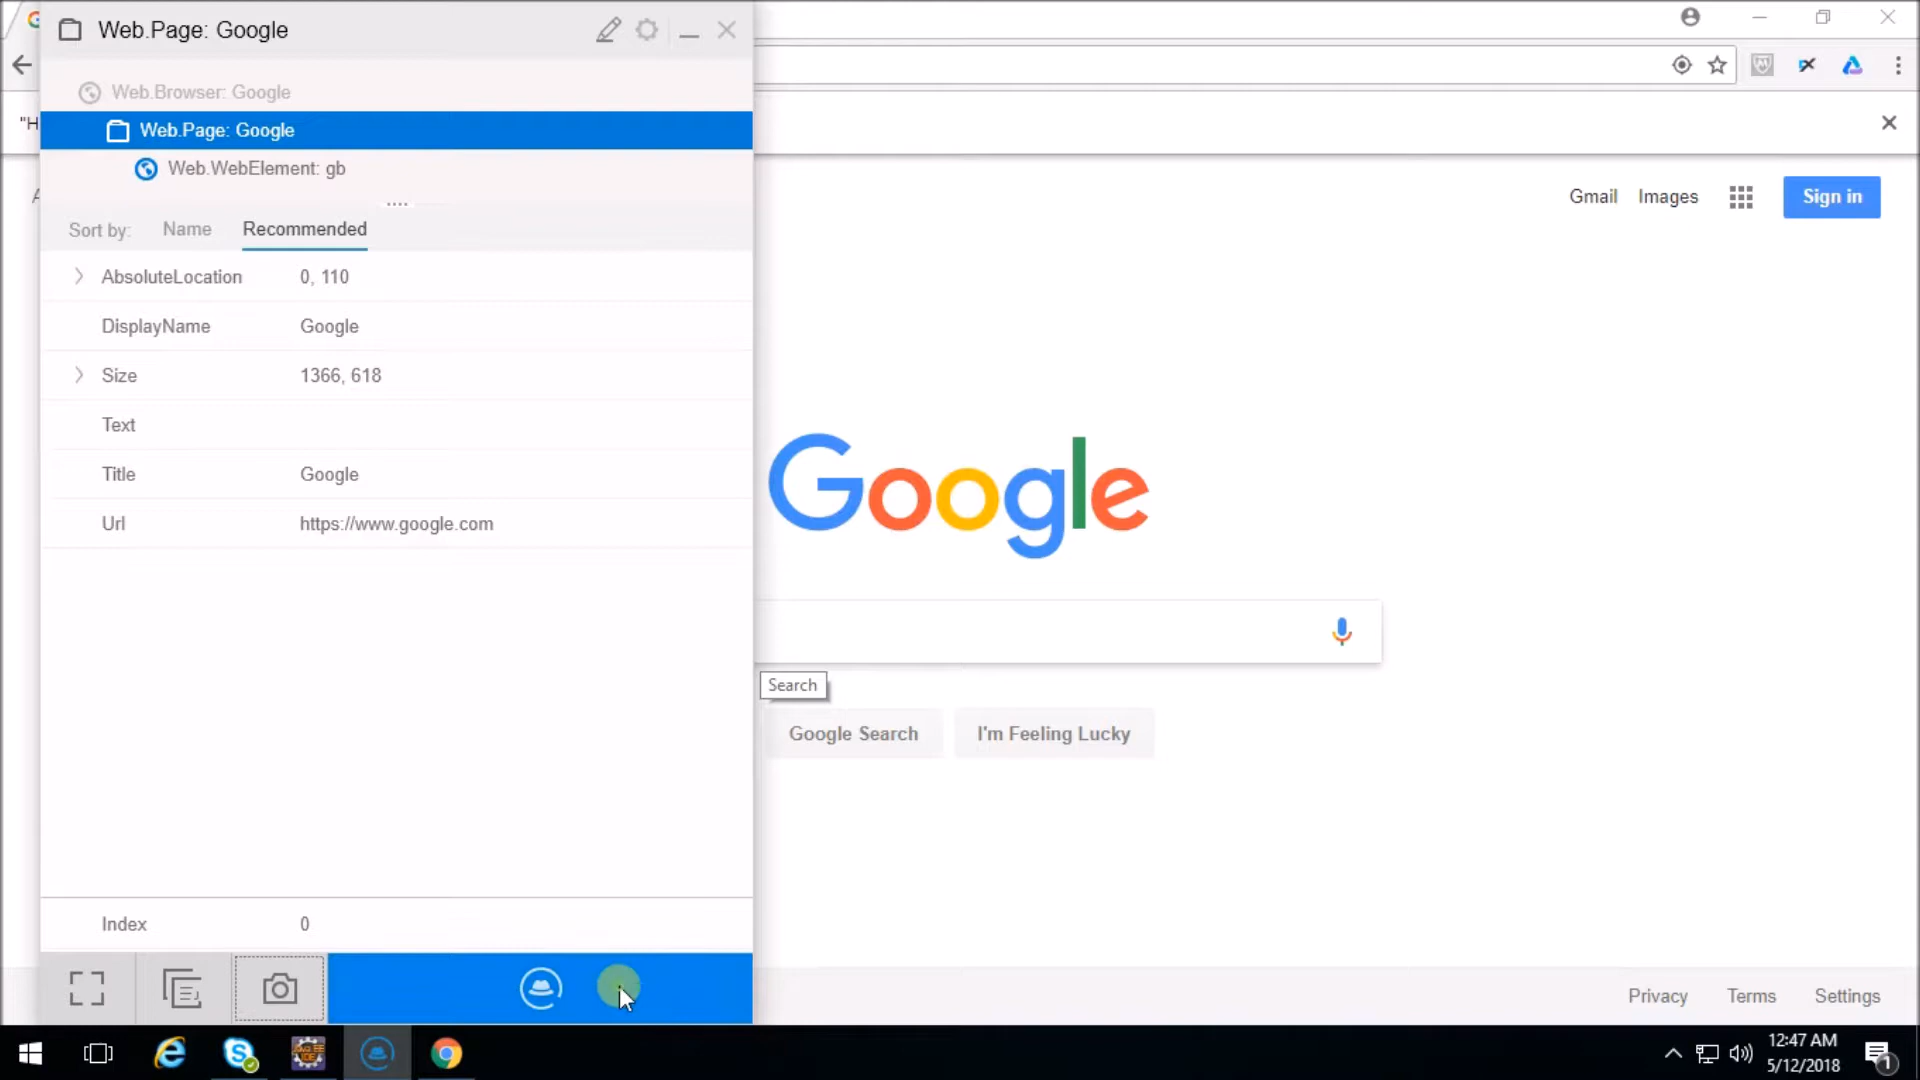 Web.Page: Google
Web.Browser: Google
Web.Page: Google
"H
Web.WebElement: gb
Gmail
Images
Sign in
Sort by:
Name
Recommended
AbsoluteLocation
0, 110
DisplayName
Google
Size
1366, 618
Text
Title
Google
Url
https://www.google.com
Google
Search
Google Search
I'm Feeling Lucky
Index
0
Privacy
Terms
Settings
12:47 AM
5/12/2018
1